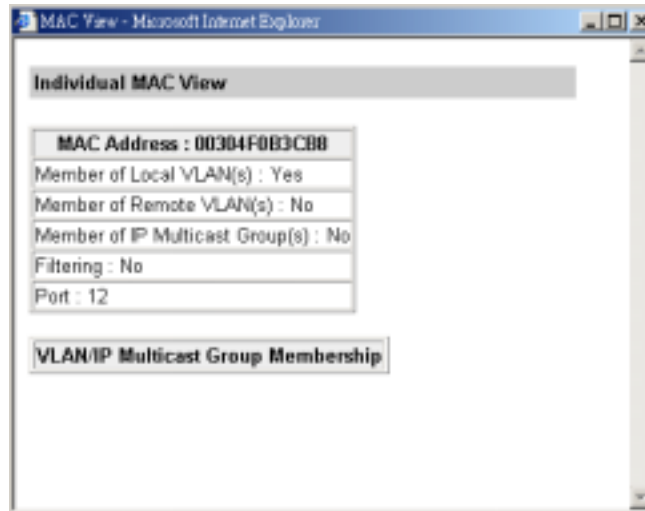 MAC View - Microsoft Internet Explorer
Individual MAC View
MAC Address : 00304F0B3CB8
Member of Local VLAN(s) : Yes
Member of Remote VLAN(s) : No
Member of IP Multicast Group(s) : No
Filtering : No
Port : 12
VLAN/IP Multicast Group Membership